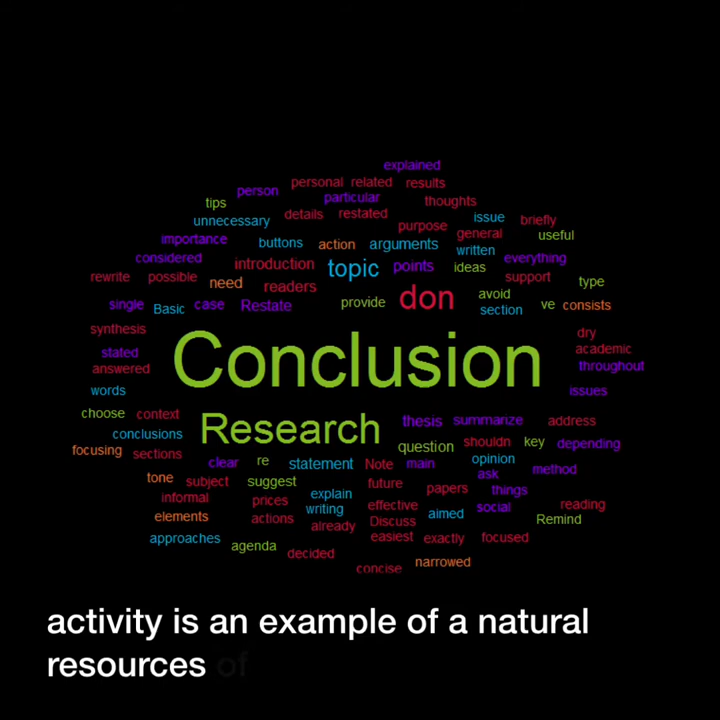 explained
personal related results
person particular
tips thoughts
details restated
unnecessary issue briefly
purpose
importance buttons action arguments general useful
written
considered introduction topic points ideas everything
rewrite possible need readers support type
avoid
single Basic case Restate provide don section ve consists
synthesis dry
stated Conclusion academic
answered throughout
words issues
choose context Research thesis summarize address
conclusions question shouldn key depending
focusing sections clear re statement Note main opinion method
tone subject suggest future ask
informal prices explain papers things
elements writing effective aimed social reading
actions already Discuss Remind
approaches easiest exactly focused
agenda decided
concise narrowed
activity is an example of a natural
resources of